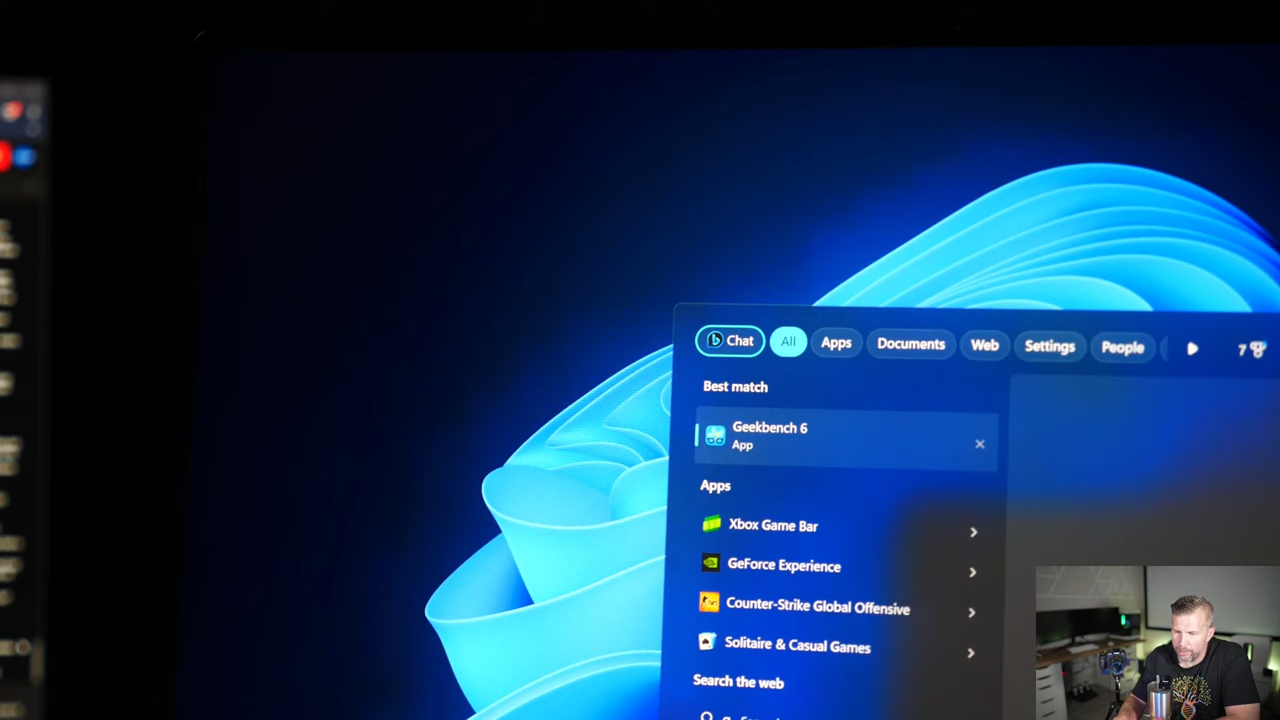 Chat All Apps Documents Web Settings People 7
Best match
Geekbench 6
App
Apps
Xbox Game Bar
GeForce Experience
Counter-Strike Global Offensive
Solitaire & Casual Games
Search the web